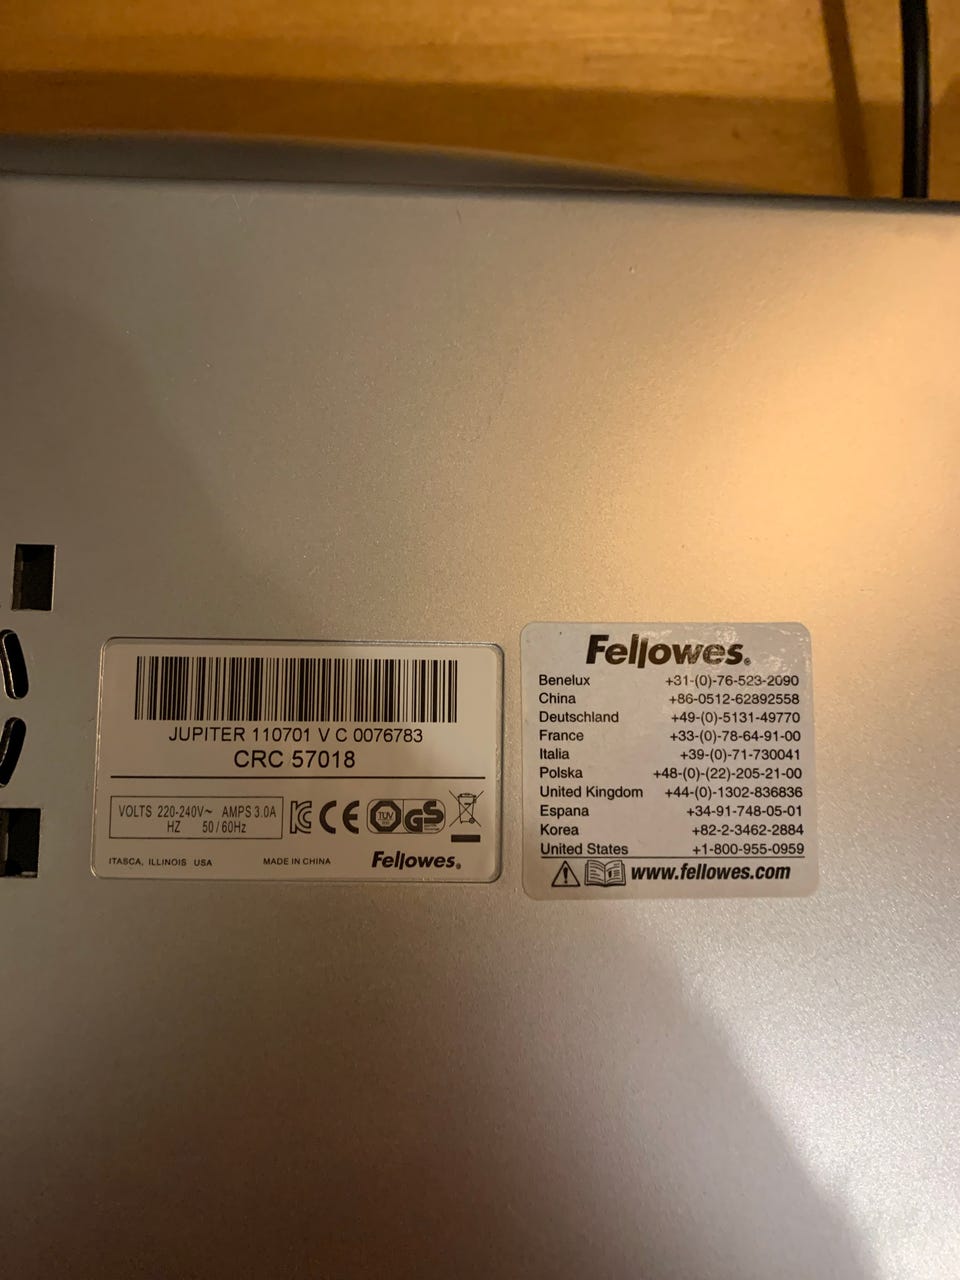 JUPITER 110701 V C 0076783
CRC 57018
VOLTS 220-240V~ AMPS 3.0A
HZ 50/60Hz
CE
TUV
GS
ITASCA, ILLINOIS USA MADE IN CHINA Fellowes®
Fellowes®
Benelux +31-(0)-76-523-2090
China +86-0512-62892558
Deutschland +49-(0)-5131-49770
France +33-(0)-78-64-91-00
Italia +39-(0)-71-730041
Polska +48-(0)-(22)-205-21-00
United Kingdom +44-(0)-1302-836836
Espana +34-91-748-05-01
Korea +82-2-3462-2884
United States +1-800-955-0959
www.fellowes.com